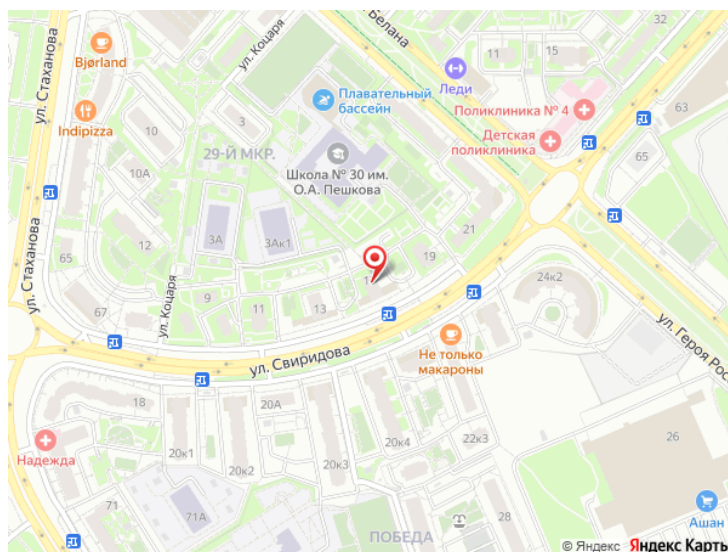 ул. Стаханова
Bjørland
Indipizza
ул. Коцаря
Белана
32
11
15
Леди
Плавательный
бассейн
Поликлиника № 4
Детская
поликлиника
63
65
3
10
29-Й МКР.
10А
Школа № 30 им.
О.А. Пешкова
12
3А
3Ак1
21
19
65
ул. Стаханова
67
ул. Коцаря
9
11
13
24к2
ул. Свиридова
Не только
макароны
ул. Героя Рос
18
20А
Надежда
20к1
20к2
20к3
20к4
22к3
26
71
71А
28
ПОБЕДА
Ашан
© Яндекс Яндекс Карты